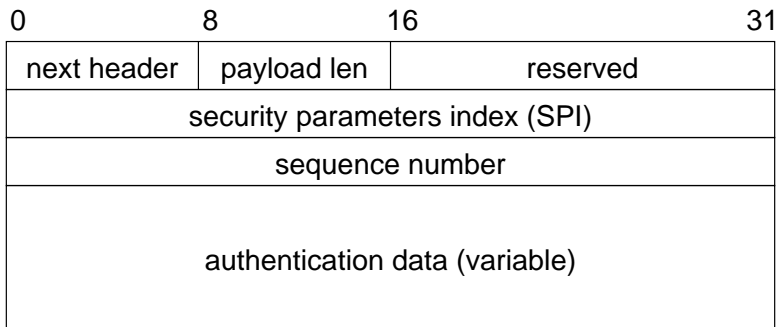 0 8 16 31
next header payload len reserved
security parameters index (SPI)
sequence number
authentication data (variable)